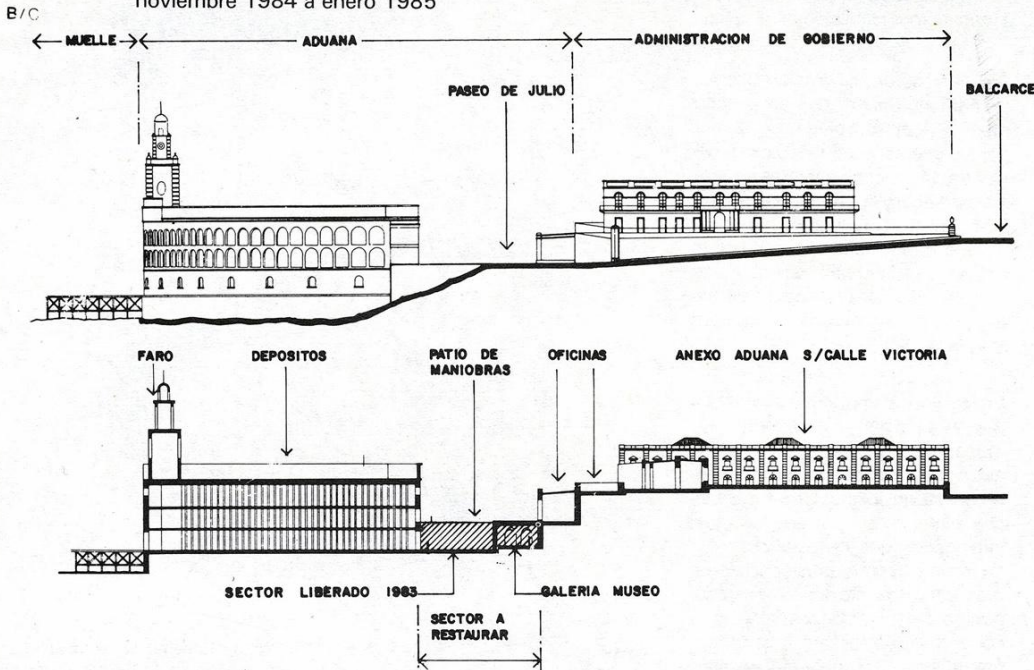 noviembre 1984 a enero 1985
B/C
MUELLE
ADUANA
ADMINISTRACION DE GOBIERNO
PASEO DE JULIO
BALCARCE
FARO
DEPOSITOS
PATIO DE
MANIOBRAS
OFICINAS
ANEXO ADUANA S/CALLE VICTORIA
SECTOR LIBERADO 1983
GALERIA MUSEO
SECTOR A
RESTAURAR